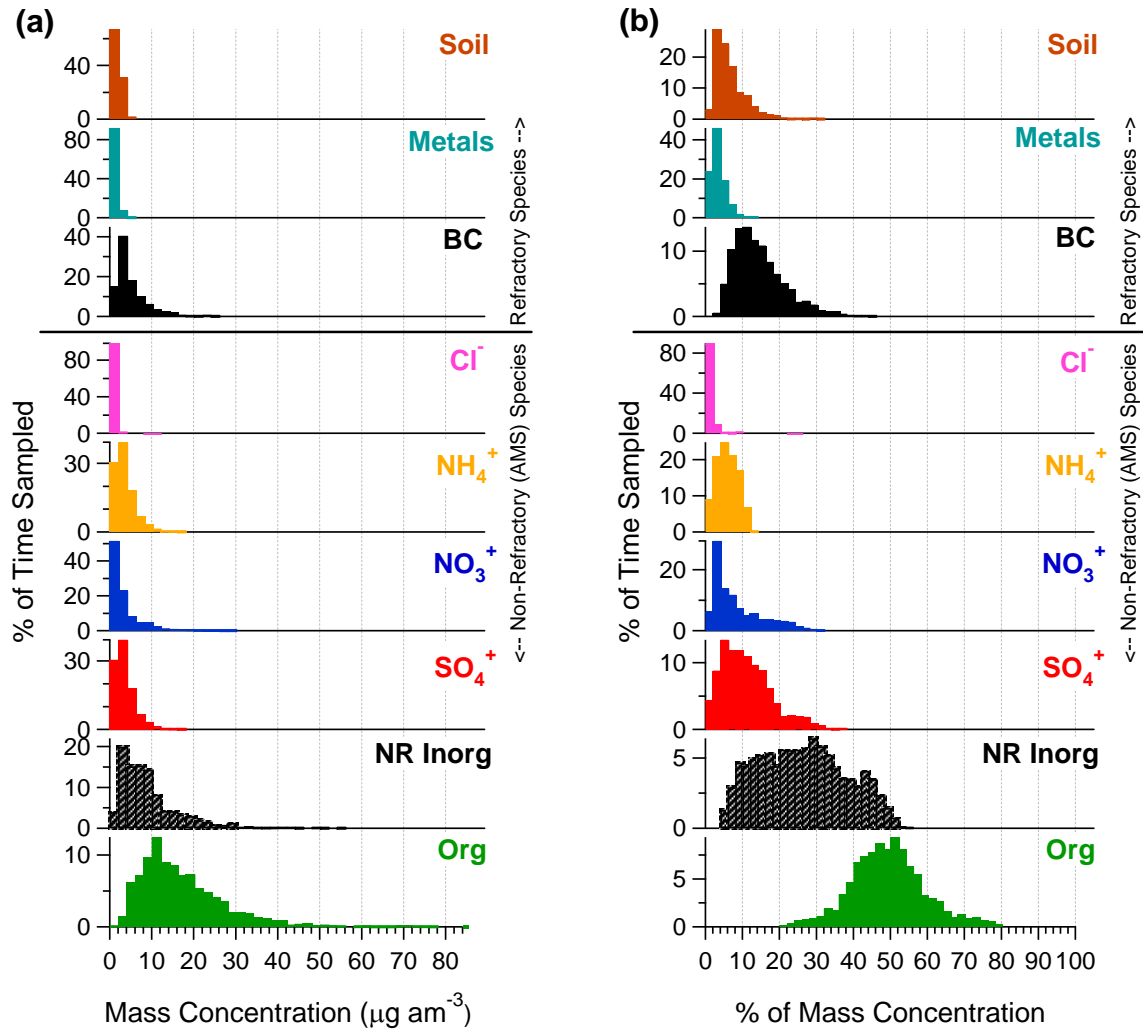 (a)
Soil
40
0
Metals
80
40
0
BC
40
20
0
Cl⁻
80
40
0
NH₄⁺
30
0
NO₃⁺
40
20
0
SO₄⁺
30
0
NR Inorg
20
10
0
Org
10
0
0 10 20 30 40 50 60 70 80
Mass Concentration (µg am⁻³)
% of Time Sampled
Refractory Species -->
<-- Non-Refractory (AMS) Species
(b)
Soil
20
10
0
Metals
40
20
0
BC
10
0
Cl⁻
80
40
0
NH₄⁺
20
10
0
NO₃⁺
20
0
SO₄⁺
10
0
NR Inorg
5
0
Org
5
0
0 10 20 30 40 50 60 70 80 90 100
% of Mass Concentration
% of Time Sampled
Refractory Species -->
<-- Non-Refractory (AMS) Species